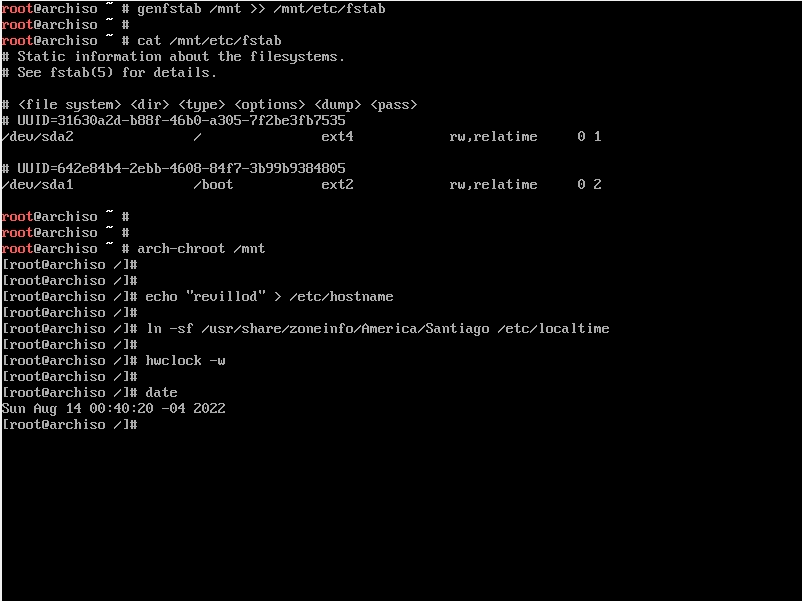 root@archiso ~ # genfstab /mnt >> /mnt/etc/fstab
root@archiso ~ #
root@archiso ~ # cat /mnt/etc/fstab
# Static information about the filesystems.
# See fstab(5) for details.
# <file system> <dir> <type> <options> <dump> <pass>
# UUID=31630a2d-b88f-46b0-a305-7f2be3fb7535
/dev/sda2               /               ext4            rw,relatime     0 1
# UUID=642e84b4-2ebb-4608-84f7-3b99b9384805
/dev/sda1               /boot           ext2            rw,relatime     0 2
root@archiso ~ #
root@archiso ~ #
root@archiso ~ # arch-chroot /mnt
[root@archiso /]#
[root@archiso /]#
[root@archiso /]# echo "revillod" > /etc/hostname
[root@archiso /]#
[root@archiso /]# ln -sf /usr/share/zoneinfo/America/Santiago /etc/localtime
[root@archiso /]#
[root@archiso /]# hwclock -w
[root@archiso /]#
[root@archiso /]# date
Sun Aug 14 00:40:20 -04 2022
[root@archiso /]#